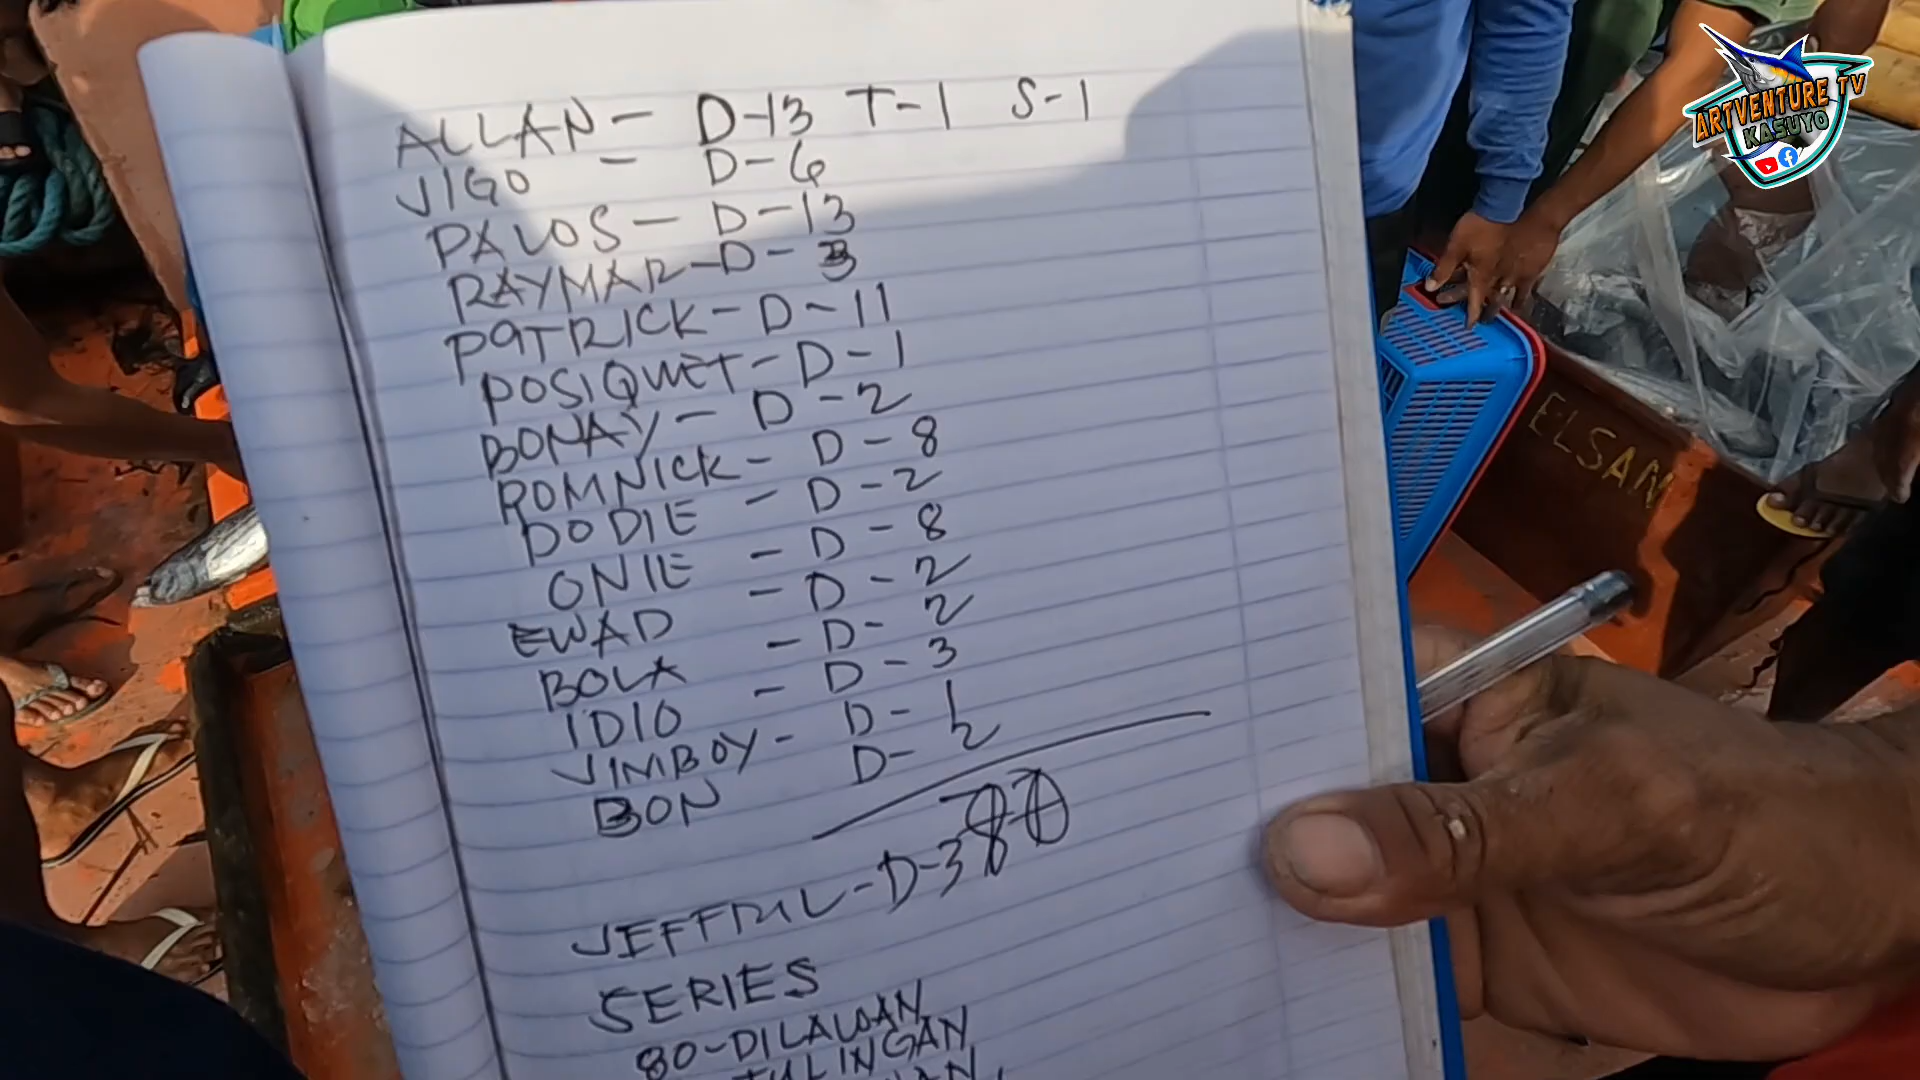 ALLAN - D-13 T-1 S-1
JIGO - D-6
PALOS - D-13
RAYMAR - D-3
PATRICK - D-11
POSIQUET - D-1
BONAY - D-2
ROMNICK - D-8
DODIE - D-2
ONIE - D-8
EWAD - D-2
BOLA - D-2
IDIO - D-3
JIMBOY - D-1
BON D-2
D-3
SERIES
80-DILAWAN
TULINGAN
ARTVENTURE TV
KASUYO
ELSAN